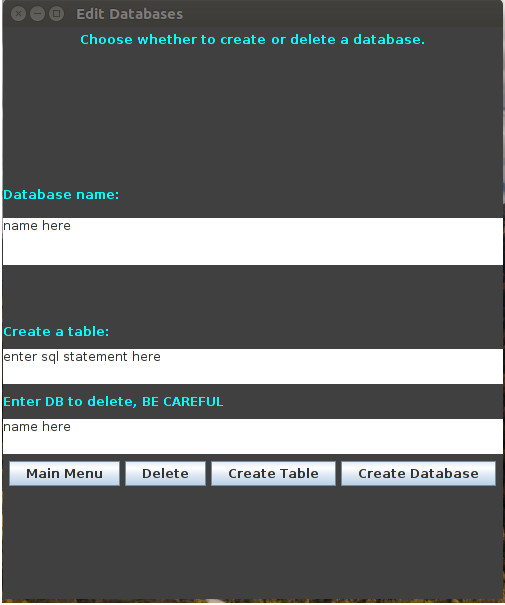 Edit Databases
Choose whether to create or delete a database.
Database name:
name here
Create a table:
enter sql statement here
Enter DB to delete, BE CAREFUL
name here
Main Menu Delete Create Table Create Database